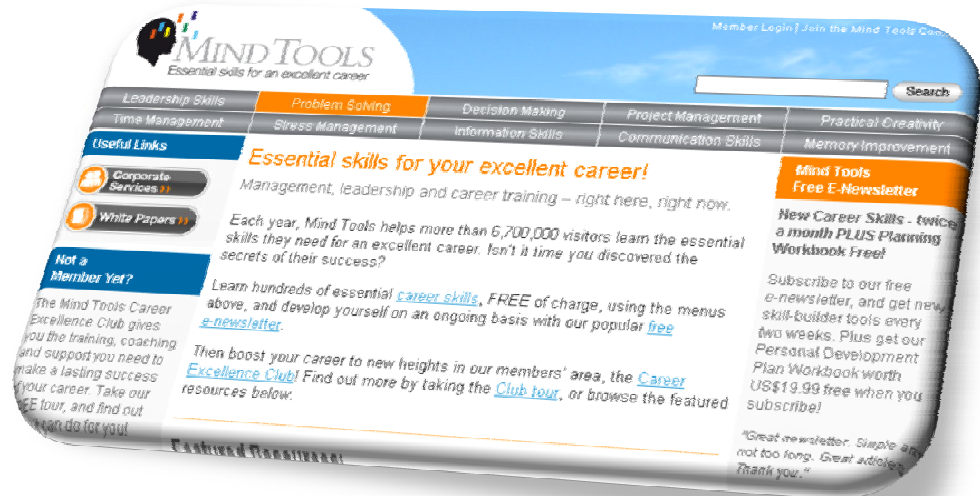 Member Login | Join the Mind Tools
MIND TOOLS
Essential skills for an excellent career
Search
Leadership Skills
Problem Solving
Decision Making
Project Management
Practical Creativity
Time Management
Stress Management
Information Skills
Communication Skills
Memory Improvement
Useful Links
Corporate
Services >>
White Papers >>
Not a
Member Yet?
The Mind Tools Career
Excellence Club gives
you the training, coaching
and support you need to
make a lasting success
of your career. Take our
tour, and find out
can do for you!
Essential skills for your excellent career!
Management, leadership and career training – right here, right now.
Each year, Mind Tools helps more than 6,700,000 visitors learn the essential
skills they need for an excellent career. Isn't it time you discovered the
secrets of their success?
Learn hundreds of essential career skills, FREE of charge, using the menus
above, and develop yourself on an ongoing basis with our popular free
e-newsletter.
Then boost your career to new heights in our members' area, the Career
Excellence Club! Find out more by taking the Club tour, or browse the featured
resources below.
Mind Tools
Free E-Newsletter
New Career Skills - twice
a month PLUS Planning
Workbook Free!
Subscribe to our free
e-newsletter, and get new
skill-builder tools every
two weeks. Plus get our
Personal Development
Plan Workbook worth
US$19.99 free when you
subscribe!
"Great newsletter. Simple and
not too long. Great articles.
Thank you."